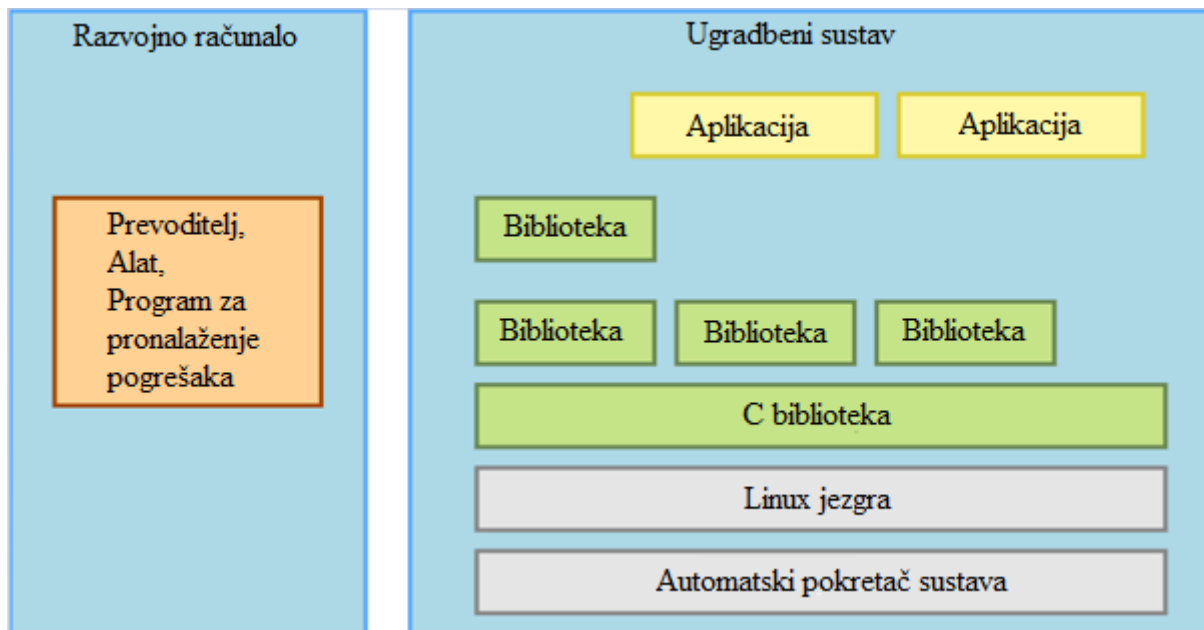 Razvojno računalo
Prevoditelj,
Alat,
Program za
pronalaženje
pogrešaka
Ugradbeni sustav
Aplikacija
Aplikacija
Biblioteka
Biblioteka
Biblioteka
Biblioteka
C biblioteka
Linux jezgra
Automatski pokretač sustava